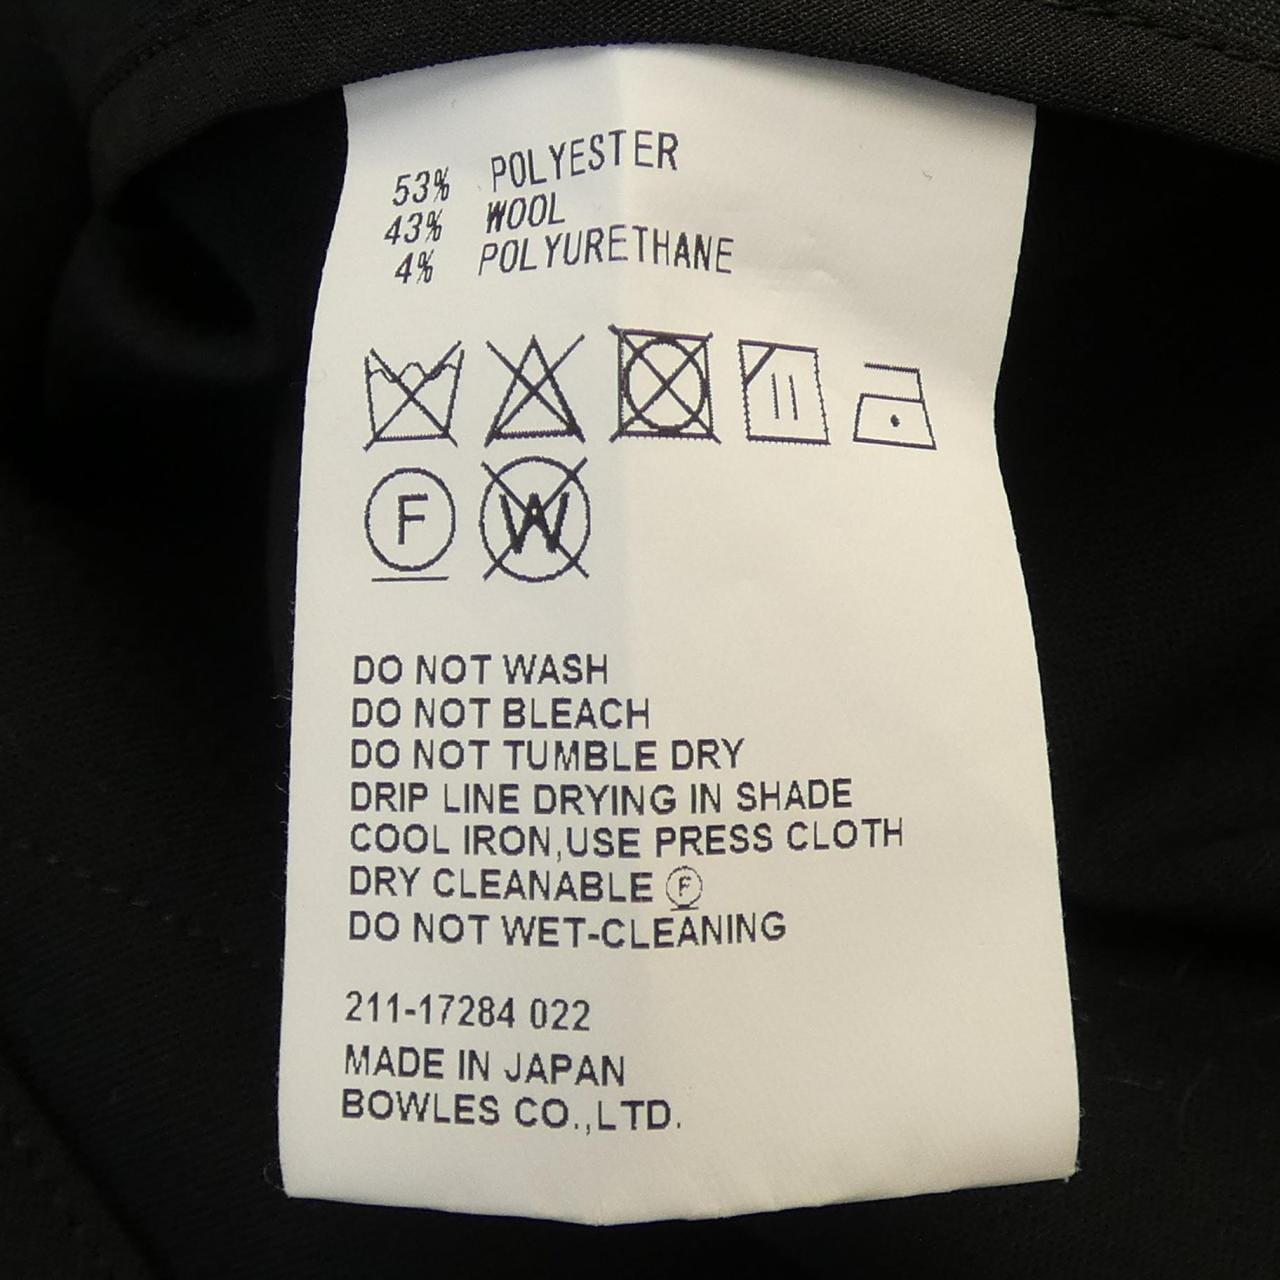 53% POLYESTER
43% WOOL
4% POLYURETHANE
F W
DO NOT WASH
DO NOT BLEACH
DO NOT TUMBLE DRY
DRIP LINE DRYING IN SHADE
COOL IRON,USE PRESS CLOTH
DRY CLEANABLE Ⓕ
DO NOT WET-CLEANING
211-17284 022
MADE IN JAPAN
BOWLES CO.,LTD.